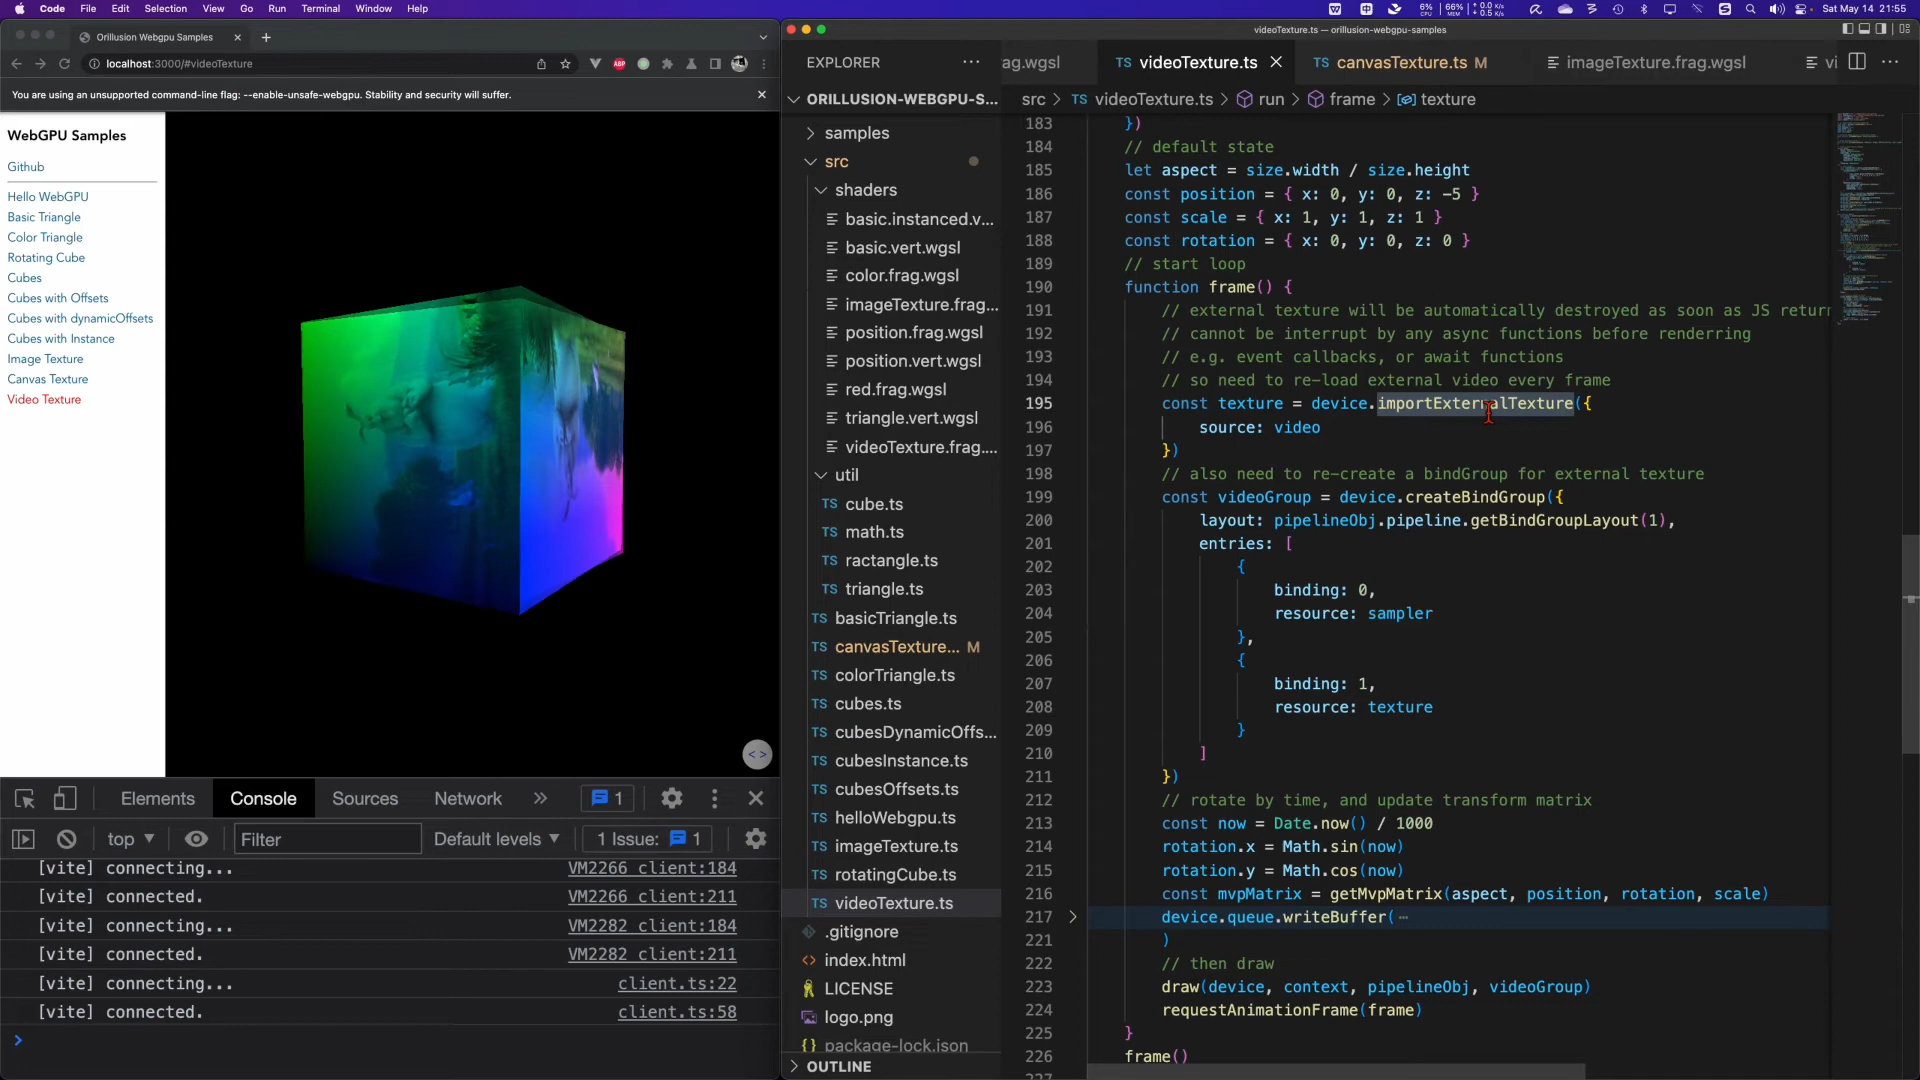 Code File Edit Selection View Go Run Terminal Window Help
6% CPU 66% MEM 0.0 K/s 0.5 K/s
Sat May 14 21:55
Orillusion Webgpu Samples
localhost:3000/#videoTexture
You are using an unsupported command-line flag: --enable-unsafe-webgpu. Stability and security will suffer.
WebGPU Samples
Github
Hello WebGPU
Basic Triangle
Color Triangle
Rotating Cube
Cubes
Cubes with Offsets
Cubes with dynamicOffsets
Cubes with Instance
Image Texture
Canvas Texture
Video Texture
Elements Console Sources Network 1
top Filter Default levels 1 Issue: 1
[vite] connecting... VM2266 client:184
[vite] connected. VM2266 client:211
[vite] connecting... VM2282 client:184
[vite] connected. VM2282 client:211
[vite] connecting... client.ts:22
[vite] connected. client.ts:58
videoTexture.ts — orillusion-webgpu-samples
EXPLORER
ORILLUSION-WEBGPU-S...
samples
src
shaders
basic.instanced.v...
basic.vert.wgsl
color.frag.wgsl
imageTexture.frag...
position.frag.wgsl
position.vert.wgsl
red.frag.wgsl
triangle.vert.wgsl
videoTexture.frag....
util
TS cube.ts
TS math.ts
TS ractangle.ts
TS triangle.ts
TS basicTriangle.ts
TS canvasTexture... M
TS colorTriangle.ts
TS cubes.ts
TS cubesDynamicOffs...
TS cubesInstance.ts
TS cubesOffsets.ts
TS helloWebgpu.ts
TS imageTexture.ts
TS rotatingCube.ts
TS videoTexture.ts
.gitignore
index.html
LICENSE
logo.png
{} package-lock.json
OUTLINE
ag.wgsl TS videoTexture.ts TS canvasTexture.ts M imageTexture.frag.wgsl vi
src > TS videoTexture.ts > run > frame > texture
183 })
184 // default state
185 let aspect = size.width / size.height
186 const position = { x: 0, y: 0, z: -5 }
187 const scale = { x: 1, y: 1, z: 1 }
188 const rotation = { x: 0, y: 0, z: 0 }
189 // start loop
190 function frame() {
191 // external texture will be automatically destroyed as soon as JS return
192 // cannot be interrupt by any async functions before renderring
193 // e.g. event callbacks, or await functions
194 // so need to re-load external video every frame
195 const texture = device.importExternalTexture({
196 source: video
197 })
198 // also need to re-create a bindGroup for external texture
199 const videoGroup = device.createBindGroup({
200 layout: pipelineObj.pipeline.getBindGroupLayout(1),
201 entries: [
202 {
203 binding: 0,
204 resource: sampler
205 },
206 {
207 binding: 1,
208 resource: texture
209 }
210 ]
211 })
212 // rotate by time, and update transform matrix
213 const now = Date.now() / 1000
214 rotation.x = Math.sin(now)
215 rotation.y = Math.cos(now)
216 const mvpMatrix = getMvpMatrix(aspect, position, rotation, scale)
217 device.queue.writeBuffer(⋯
221 )
222 // then draw
223 draw(device, context, pipelineObj, videoGroup)
224 requestAnimationFrame(frame)
225 }
226 frame()